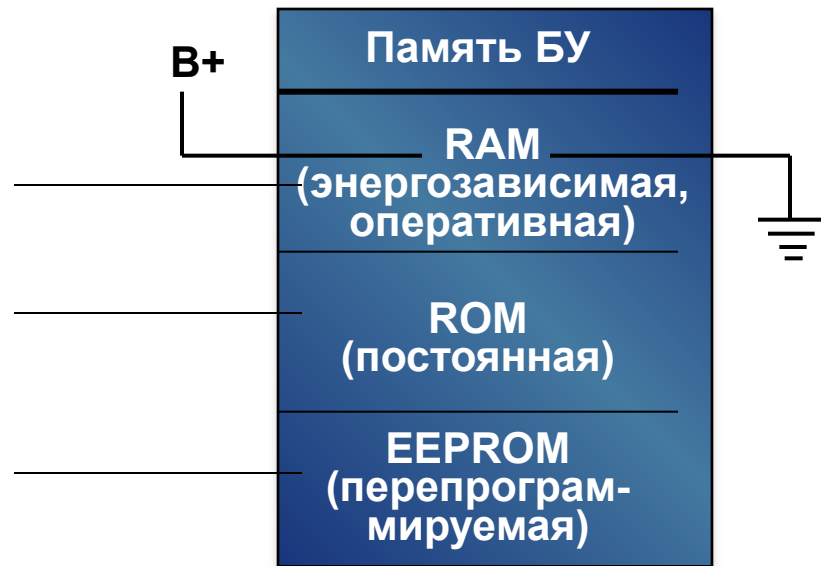 Память БУ
B+
RAM
(энергозависимая,
оперативная)
ROM
(постоянная)
EEPROM
(перепрограм-
мируемая)